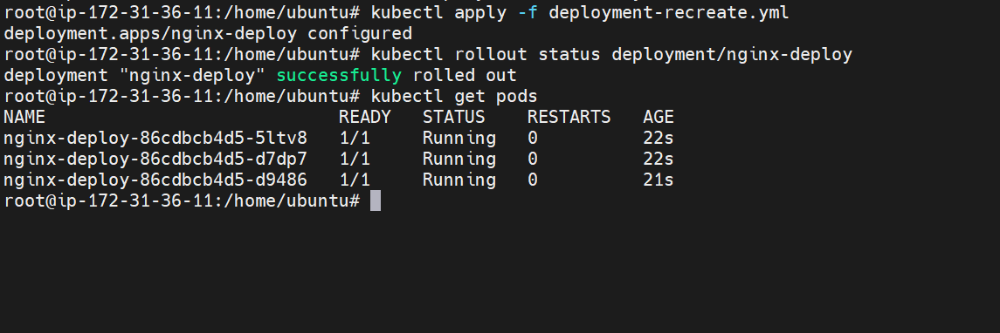 root@ip-172-31-36-11:/home/ubuntu# kubectl apply -f deployment-recreate.yml
deployment.apps/nginx-deploy configured
root@ip-172-31-36-11:/home/ubuntu# kubectl rollout status deployment/nginx-deploy
deployment "nginx-deploy" successfully rolled out
root@ip-172-31-36-11:/home/ubuntu# kubectl get pods
NAME                            READY   STATUS    RESTARTS   AGE
nginx-deploy-86cdbcb4d5-5ltv8   1/1     Running   0          22s
nginx-deploy-86cdbcb4d5-d7dp7   1/1     Running   0          22s
nginx-deploy-86cdbcb4d5-d9486   1/1     Running   0          21s
root@ip-172-31-36-11:/home/ubuntu#